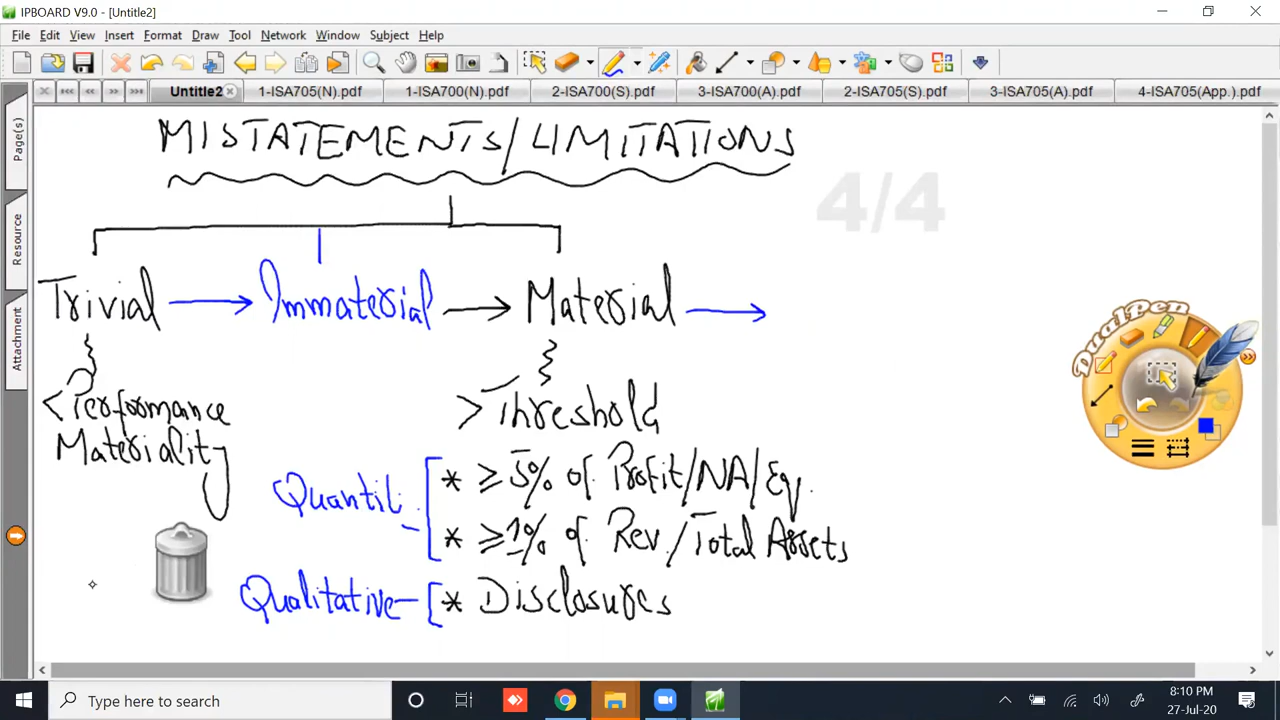 IPBOARD V9.0 - [Untitle2]
File Edit View Insert Format Draw Tool Network Window Subject Help
Untitle2 1-ISA705(N).pdf 1-ISA700(N).pdf 2-ISA700(S).pdf 3-ISA700(A).pdf 2-ISA705(S).pdf 3-ISA705(A).pdf 4-ISA705(App.).pdf
Page(s)
Resource
Attachment
MISTATEMENTS/LIMITATIONS
4/4
Trivial → Immaterial → Material →
DualPen
<Performance
Materiality
>Threshold
Quantit.
* ≥5% of Profit/NA/Eq.
* ≥1% of Rev./Total Assets
Qualitative- * Disclosures
Type here to search
8:10 PM
27-Jul-20